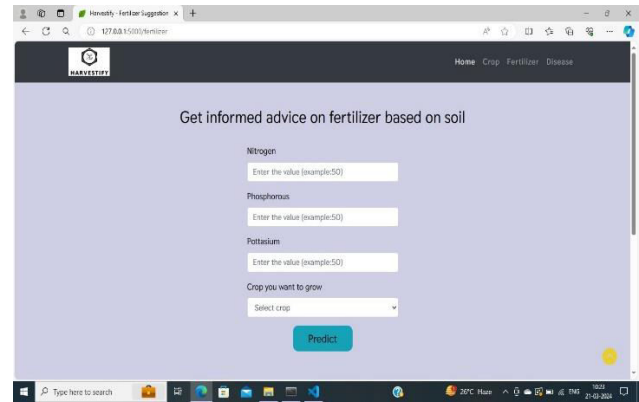 Harvestify - Fertilizer Suggestion
127.0.0.1:5000/fertilizer
HARVESTIFY
Home Crop Fertilizer Disease
Get informed advice on fertilizer based on soil
Nitrogen
Enter the value (example:50)
Phosphorous
Enter the value (example:50)
Pottasium
Enter the value (example:50)
Crop you want to grow
Select crop
Predict
Type here to search
26°C Haze
ENG
10:23
21-03-2024